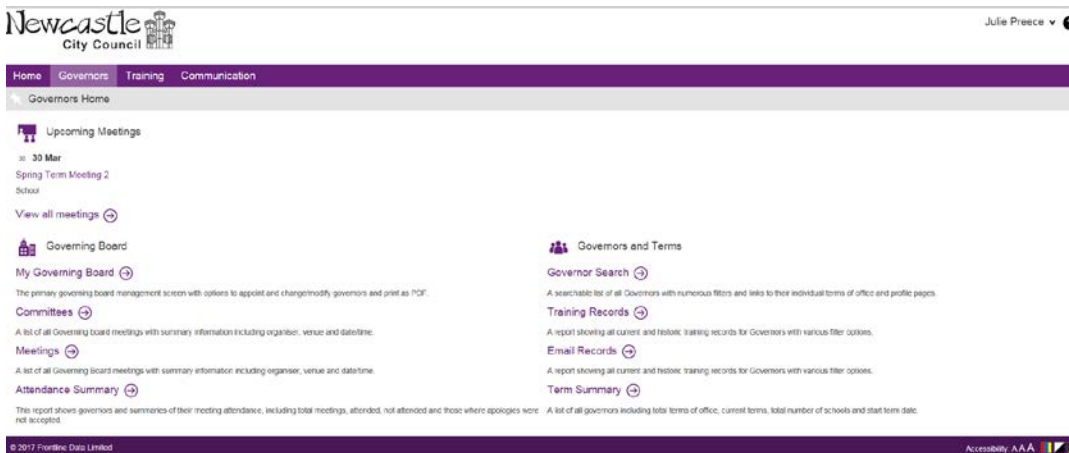 Newcastle
City Council
Julie Preece
Home Governors Training Communication
Governors Home
Upcoming Meetings
30 Mar
Spring Term Meeting 2
School
View all meetings
Governing Board
My Governing Board
The primary governing board management screen with options to appoint and change/modify governors and print as PDF.
Committees
A list of all Governing board meetings with summary information including organiser, venue and date/time.
Meetings
A list of all Governing Board meetings with summary information including organiser, venue and date/time.
Attendance Summary
This report shows governors and summaries of their meeting attendance, including total meetings, attended, not attended and those where apologies were
not accepted.
Governors and Terms
Governor Search
A searchable list of all Governors with numerous filters and links to their individual terms of office and profile pages.
Training Records
A report showing all current and historic training records for Governors with various filter options.
Email Records
A report showing all current and historic training records for Governors with various filter options.
Term Summary
A list of all governors including total terms of office, current terms, total number of schools and start term date.
© 2017 Frontline Data Limited
Accessibility: A A A